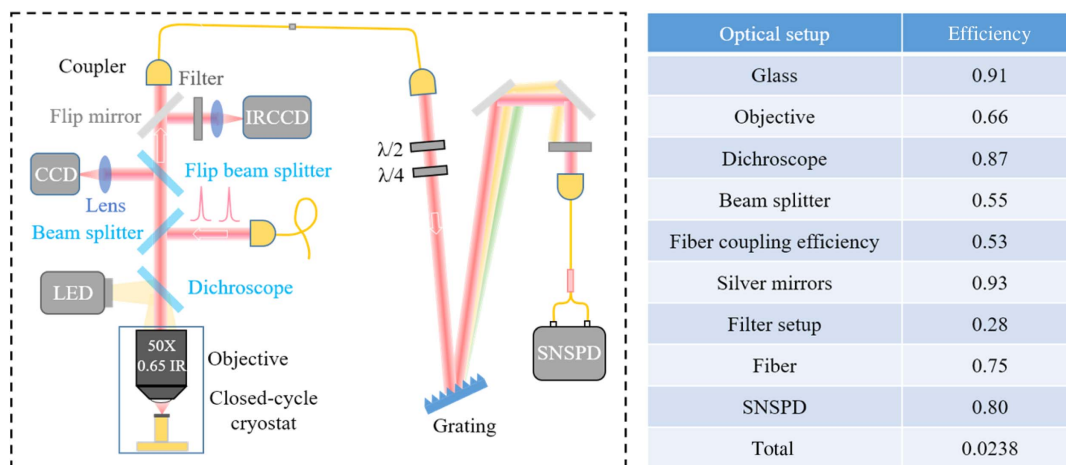 Coupler
Filter
Flip mirror
IRCCD
CCD
Flip beam splitter
Lens
Beam splitter
LED
Dichroscope
50X
0.65 IR
Objective
Closed-cycle
cryostat
λ/2
λ/4
Grating
SNSPD
Optical setup Efficiency
Glass 0.91
Objective 0.66
Dichroscope 0.87
Beam splitter 0.55
Fiber coupling efficiency 0.53
Silver mirrors 0.93
Filter setup 0.28
Fiber 0.75
SNSPD 0.80
Total 0.0238